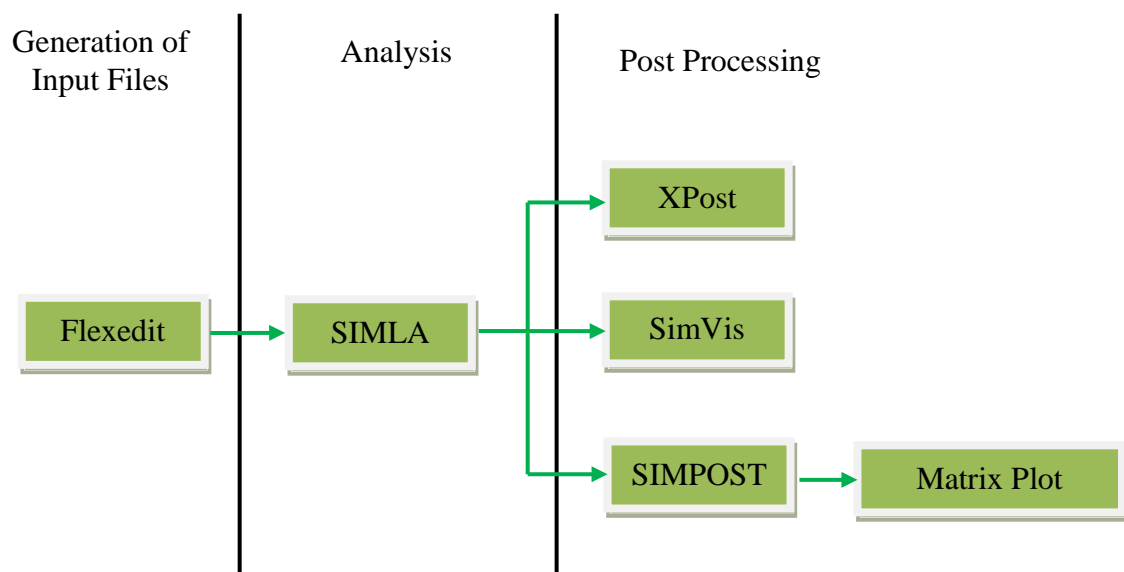 Generation of
Input Files
Analysis
Post Processing
XPost
Flexedit
SIMLA
SimVis
SIMPOST
Matrix Plot